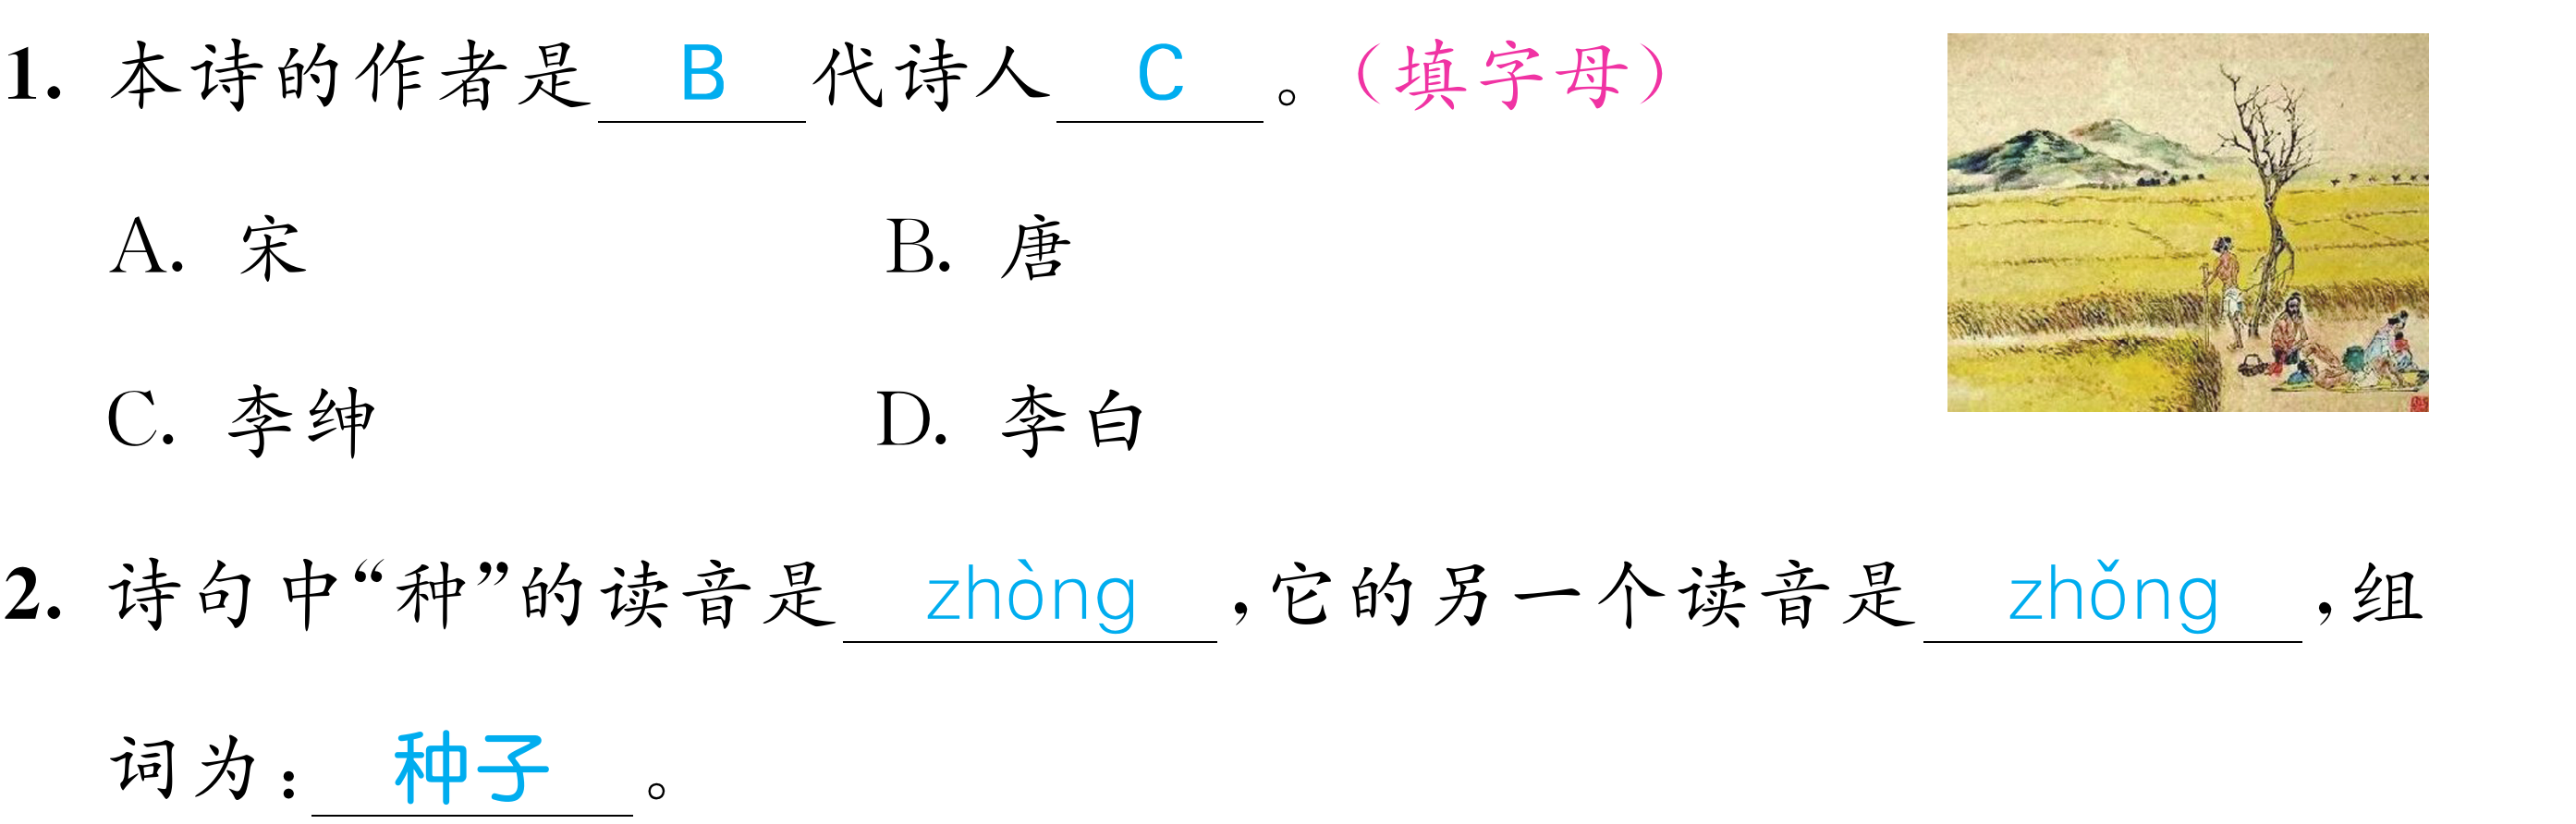 1. 本诗的作者是 B 代诗人 C 。(填字母)
A. 宋 B. 唐
C. 李绅 D. 李白
2. 诗句中“种”的读音是 zhòng ,它的另一个读音是 zhǒng ,组
词为: 种子 。